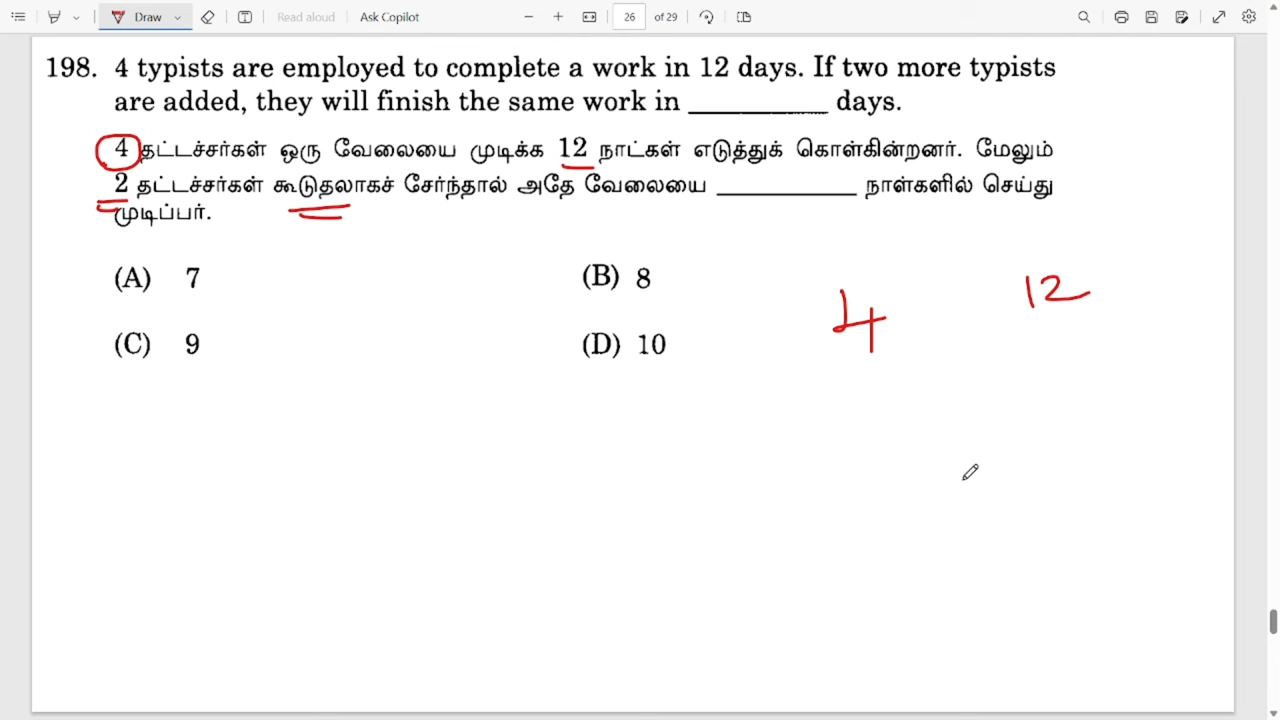 Draw
Read aloud
Ask Copilot
26
of 29
198. 4 typists are employed to complete a work in 12 days. If two more typists
are added, they will finish the same work in __________ days.
4 தட்டச்சர்கள் ஒரு வேலையை முடிக்க 12 நாட்கள் எடுத்துக் கொள்கின்றனர். மேலும்
2 தட்டச்சர்கள் கூடுதலாகச் சேர்ந்தால் அதே வேலையை __________ நாள்களில் செய்து
முடிப்பர்.
(A) 7
(B) 8
(C) 9
(D) 10
4 12